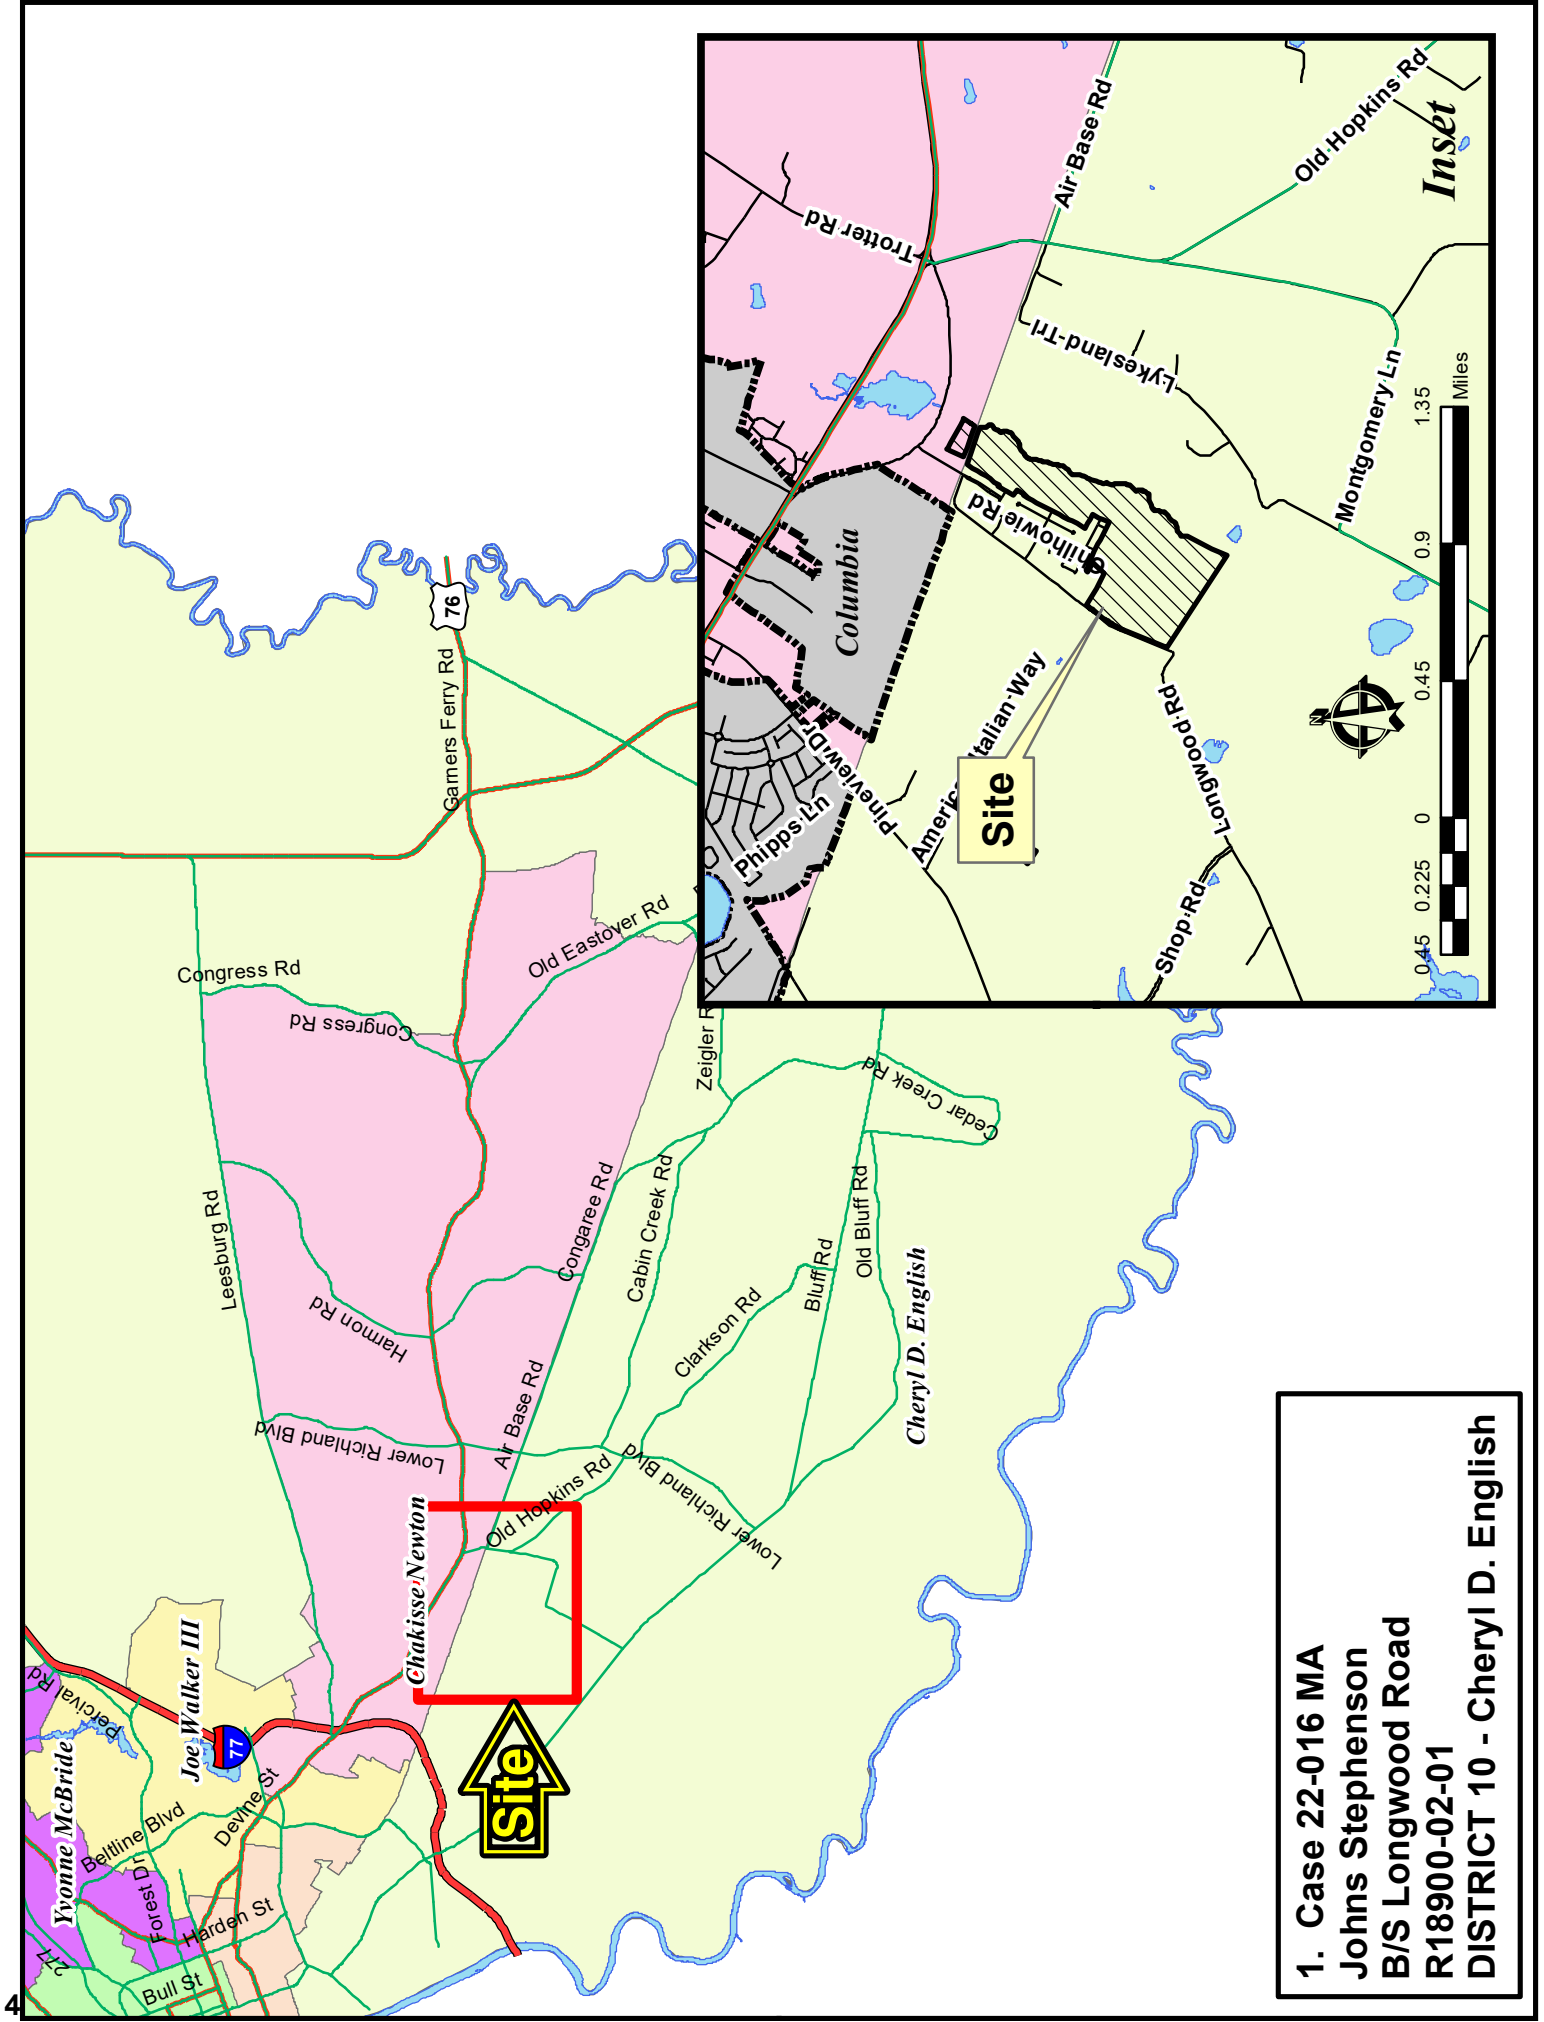 4
Yvonne McBride
Joe Walker III
Chakisse Newton
Cheryl D. English
Percival Rd
77
76
277
Beltline Blvd
Devine St
Forest Dr
Harden St
Bull St
Leesburg Rd
Congress Rd
Congress Rd
Harmon Rd
Lower Richland Blvd
Garners Ferry Rd
Old Eastover Rd
Congaree Rd
Air Base Rd
Old Hopkins Rd
Lower Richland Blvd
Cabin Creek Rd
Clarkson Rd
Bluff Rd
Old Bluff Rd
Cedar Creek Rd
Zeigler R
Site
Inset
Columbia
Trotter Rd
Air Base Rd
Old Hopkins Rd
Lykesland Trl
Montgomery Ln
Chilhowie Rd
Phipps Ln
Pineview Dr
Americ
Italian Way
Longwood Rd
Shop Rd
Site
N
0.45 0.225 0 0.45 0.9 1.35
Miles
1. Case 22-016 MA
Johns Stephenson
B/S Longwood Road
R18900-02-01
DISTRICT 10 - Cheryl D. English